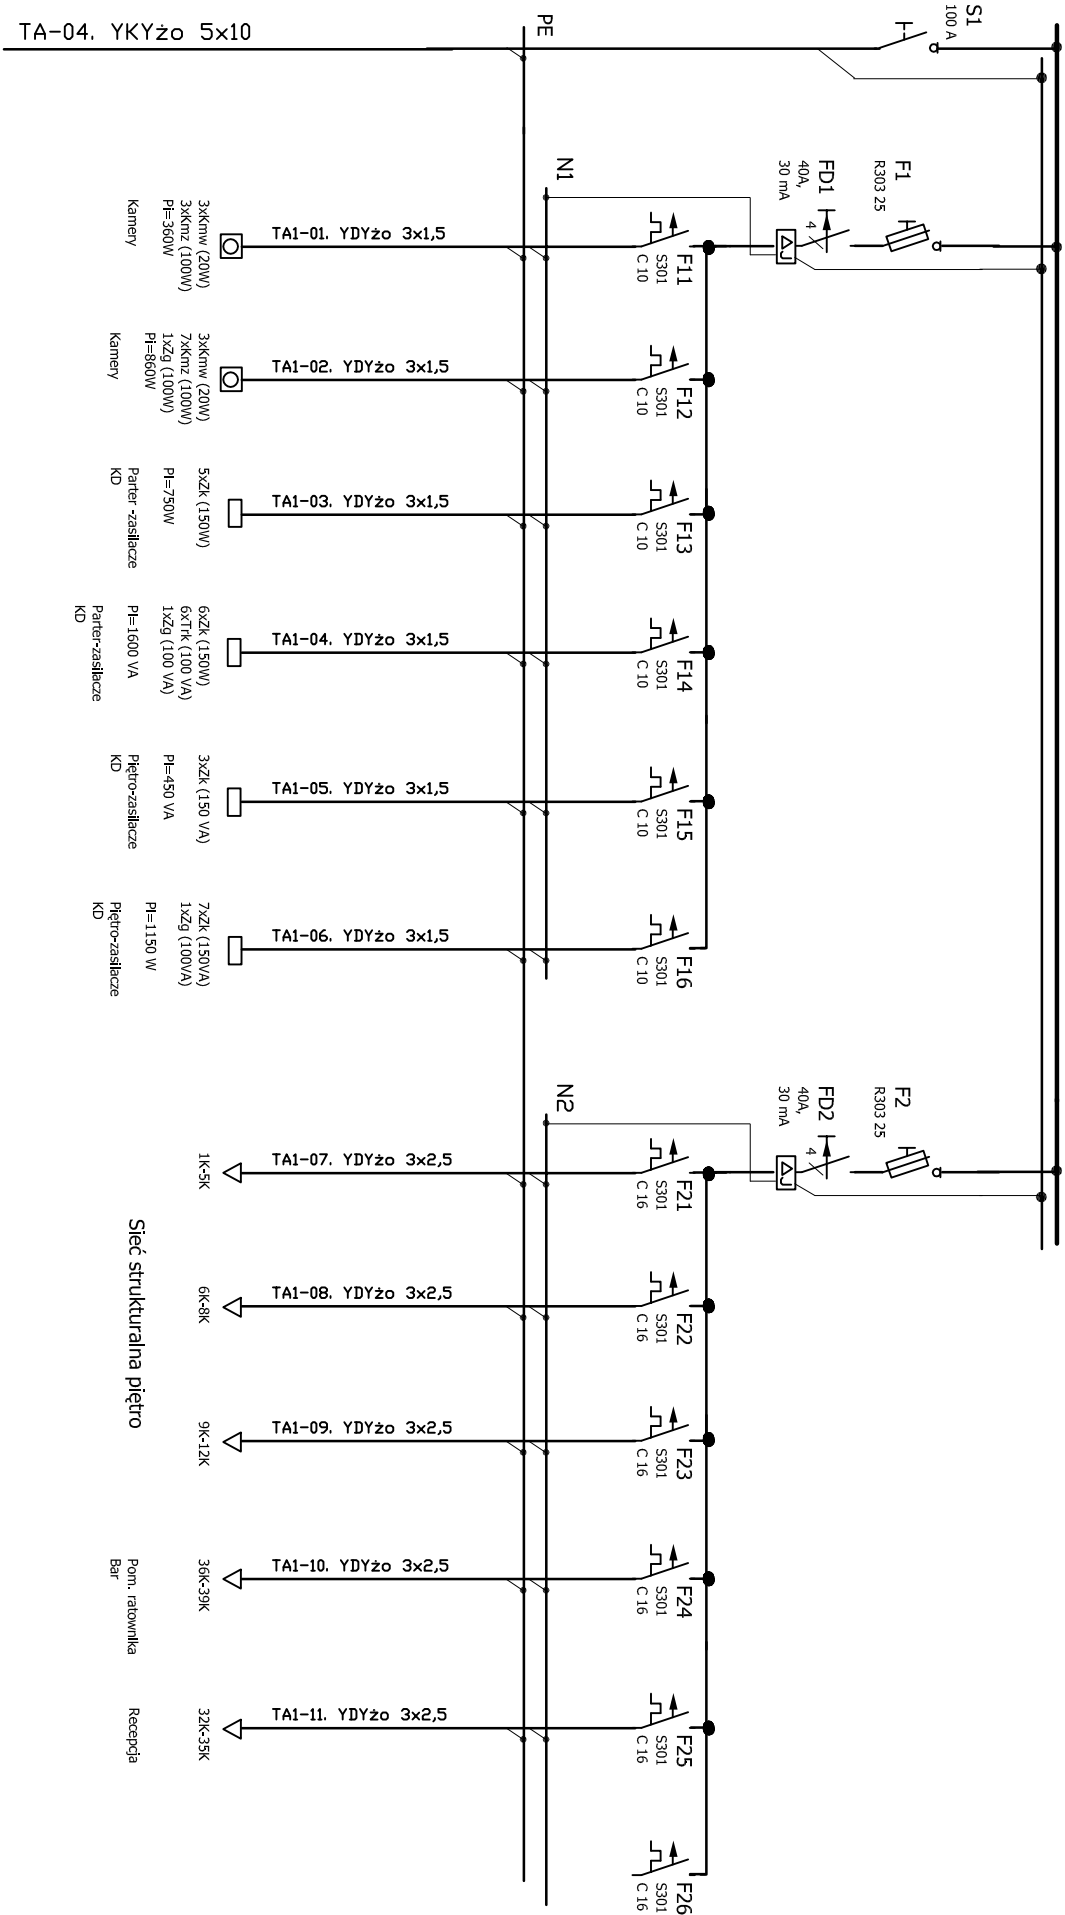 TA-04. YKYżo 5x10
PE
S1
100 A
N1
FD1
40A,
30 mA
4
F1
R303 25
F11
S301
C 10
TA1-01. YDYżo 3x1,5
3xKmw (20W)
3xKmz (100W)
Pi=360W
Kamery
F12
S301
C 10
TA1-02. YDYżo 3x1,5
3xKmw (20W)
7xKmz (100W)
1xZg (100W)
Pi=860W
Kamery
F13
S301
C 10
TA1-03. YDYżo 3x1,5
5xZk (150W)
Pi=750W
Parter -zasilacze
KD
F14
S301
C 10
TA1-04. YDYżo 3x1,5
6xZk (150W)
6xTrk (100 VA)
1xZg (100 VA)
Pi=1600 VA
Parter-zasilacze
KD
F15
S301
C 10
TA1-05. YDYżo 3x1,5
3xZk (150 VA)
Pi=450 VA
Piętro-zasilacze
KD
F16
S301
C 10
TA1-06. YDYżo 3x1,5
7xZk (150VA)
1xZg (100VA)
Pi=1150 W
Piętro-zasilacze
KD
N2
FD2
40A,
30 mA
4
F2
R303 25
F21
S301
C 16
TA1-07. YDYżo 3x2,5
1K-5K
F22
S301
C 16
TA1-08. YDYżo 3x2,5
6K-8K
Sieć strukturalna piętro
F23
S301
C 16
TA1-09. YDYżo 3x2,5
9K-12K
F24
S301
C 16
TA1-10. YDYżo 3x2,5
36K-39K
Pom. ratownika
Bar
F25
S301
C 16
TA1-11. YDYżo 3x2,5
32K-35K
Recepcja
F26
S301
C 16